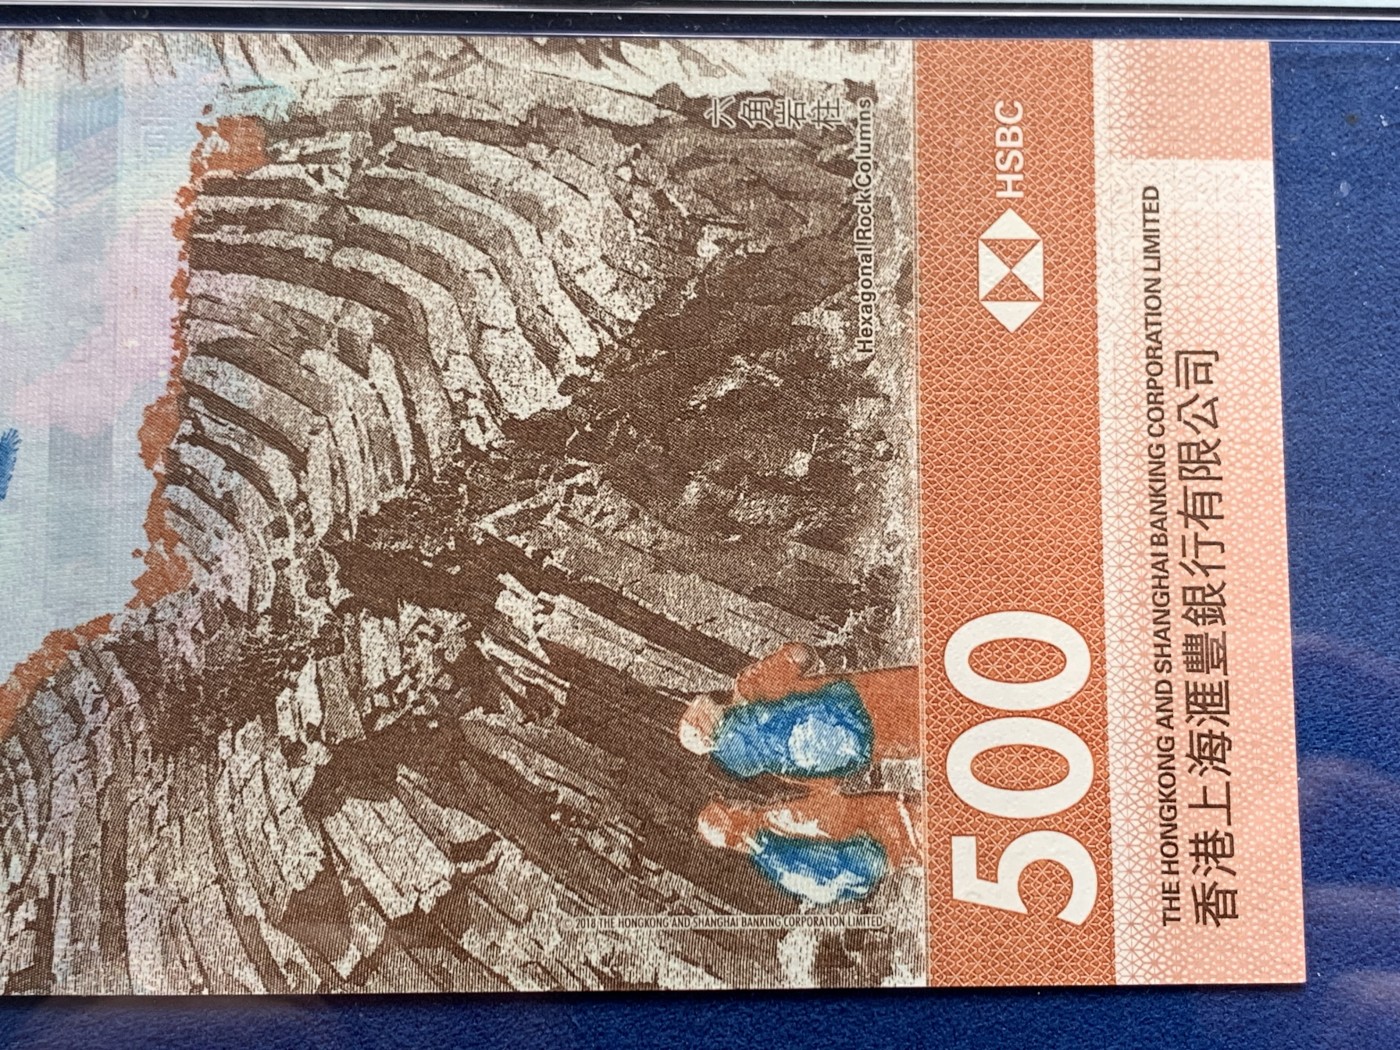 六角岩柱
Hexagonal Rock Columns
© 2018 THE HONGKONG AND SHANGHAI BANKING CORPORATION LIMITED
500
HSBC
THE HONGKONG AND SHANGHAI BANKING CORPORATION LIMITED
香港上海滙豐銀行有限公司